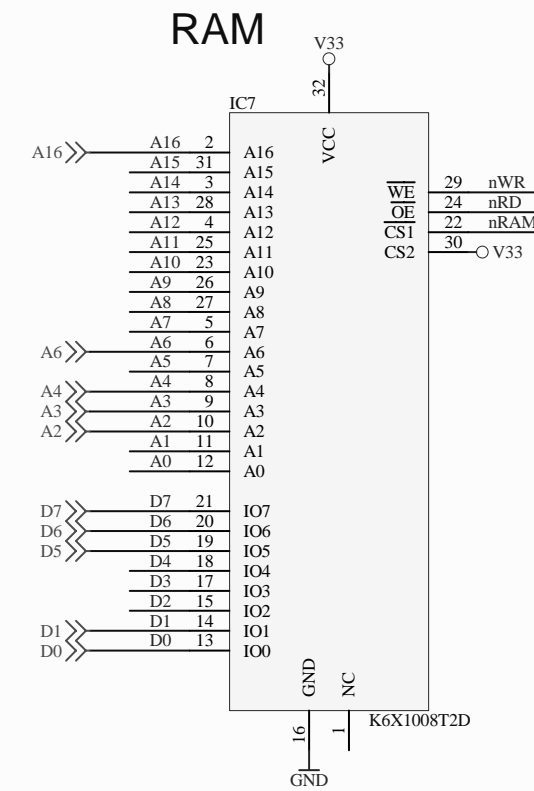 RAM
V33
32
IC7
VCC
A16 A16 2 A16
A15 31 A15
A14 3 A14 WE 29 nWR
A13 28 A13 OE 24 nRD
A12 4 A12 CS1 22 nRAM
A11 25 A11 CS2 30 V33
A10 23 A10
A9 26 A9
A8 27 A8
A7 5 A7
A6 A6 6 A6
A5 7 A5
A4 A4 8 A4
A3 A3 9 A3
A2 A2 10 A2
A1 11 A1
A0 12 A0
D7 D7 21 IO7
D6 D6 20 IO6
D5 D5 19 IO5
D4 18 IO4
D3 17 IO3
D2 15 IO2
D1 D1 14 IO1
D0 D0 13 IO0
GND NC
16 1 K6X1008T2D
GND